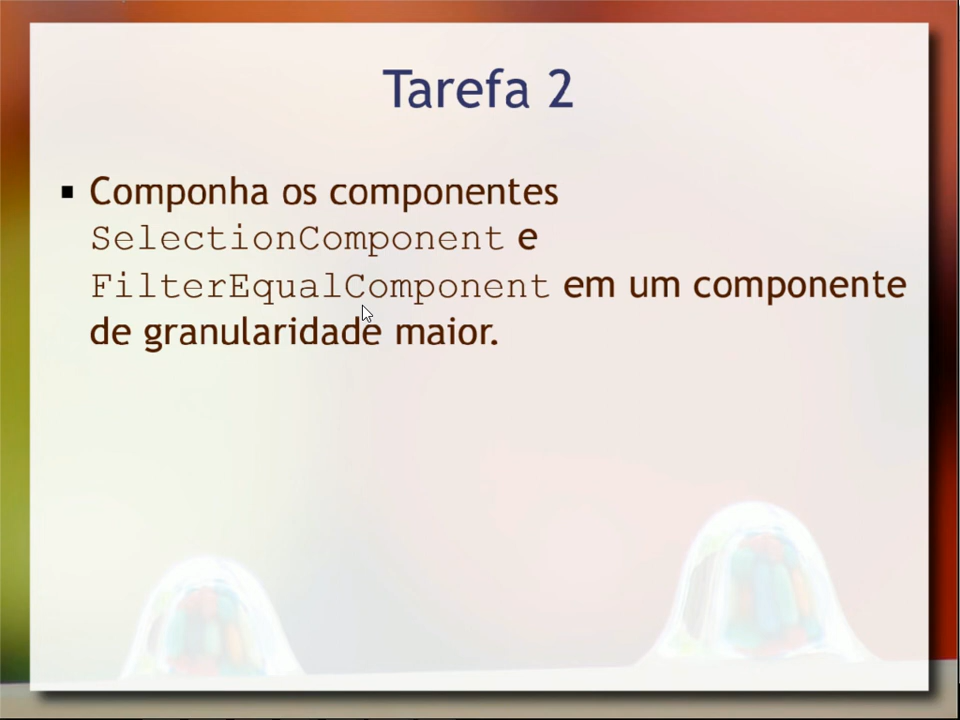 Tarefa 2
▪ Componha os componentes
SelectionComponent e
FilterEqualComponent em um componente
de granularidade maior.